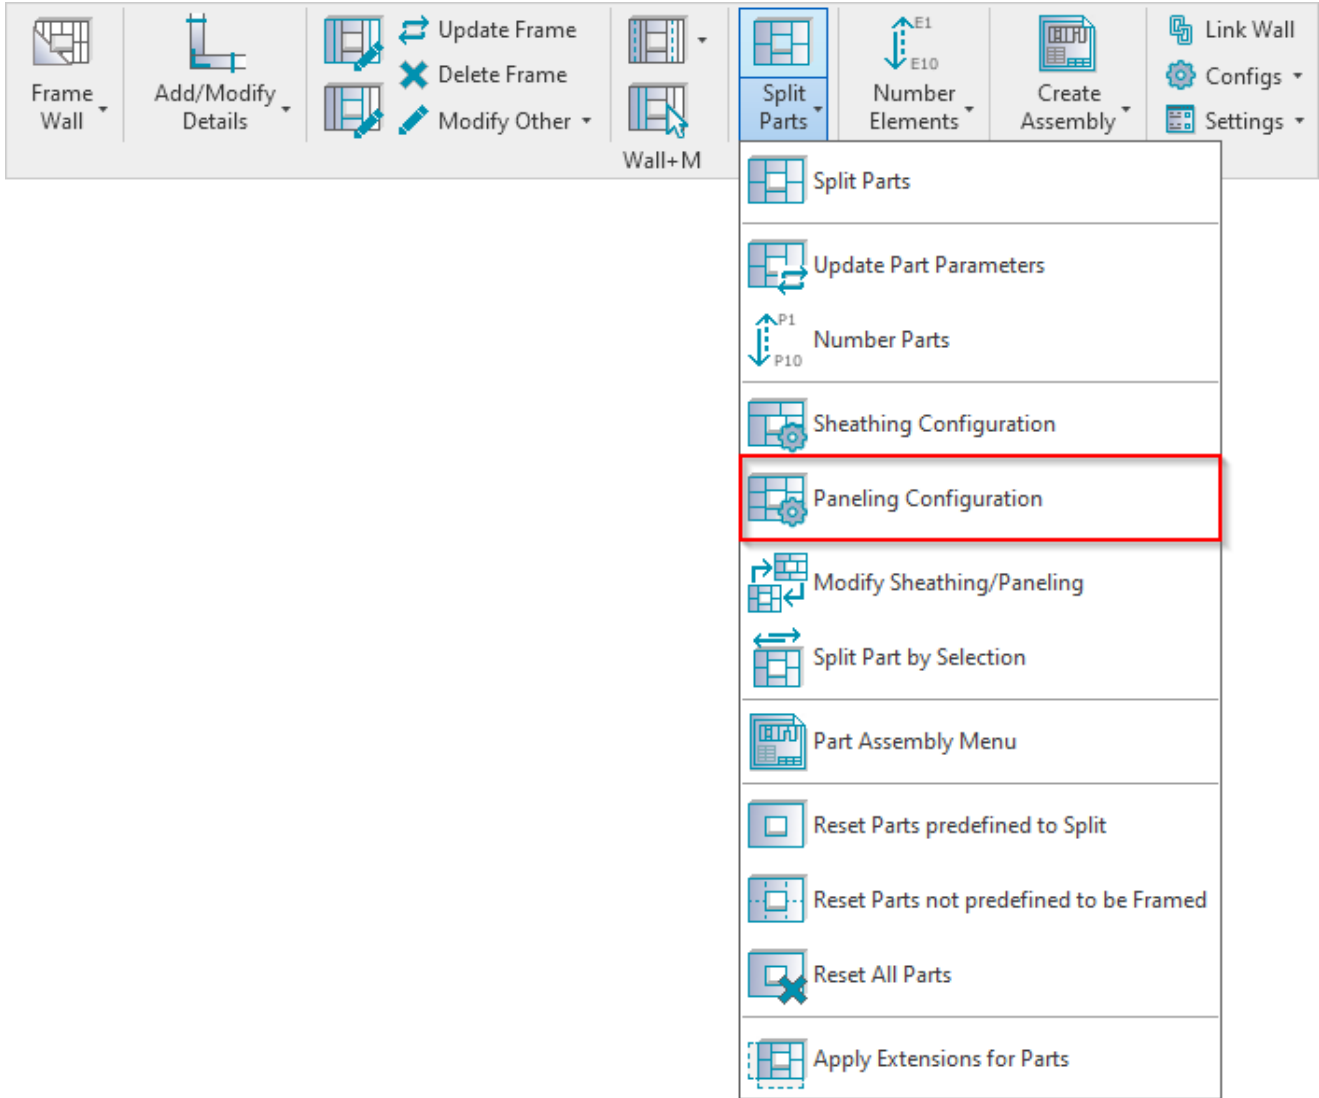 Frame
Wall
Add/Modify
Details
Update Frame
Delete Frame
Modify Other
Wall+M
Split
Parts
E1
E10
Number
Elements
Create
Assembly
Link Wall
Configs
Settings
Split Parts
Update Part Parameters
P1
P10
Number Parts
Sheathing Configuration
Paneling Configuration
Modify Sheathing/Paneling
Split Part by Selection
Part Assembly Menu
Reset Parts predefined to Split
Reset Parts not predefined to be Framed
Reset All Parts
Apply Extensions for Parts